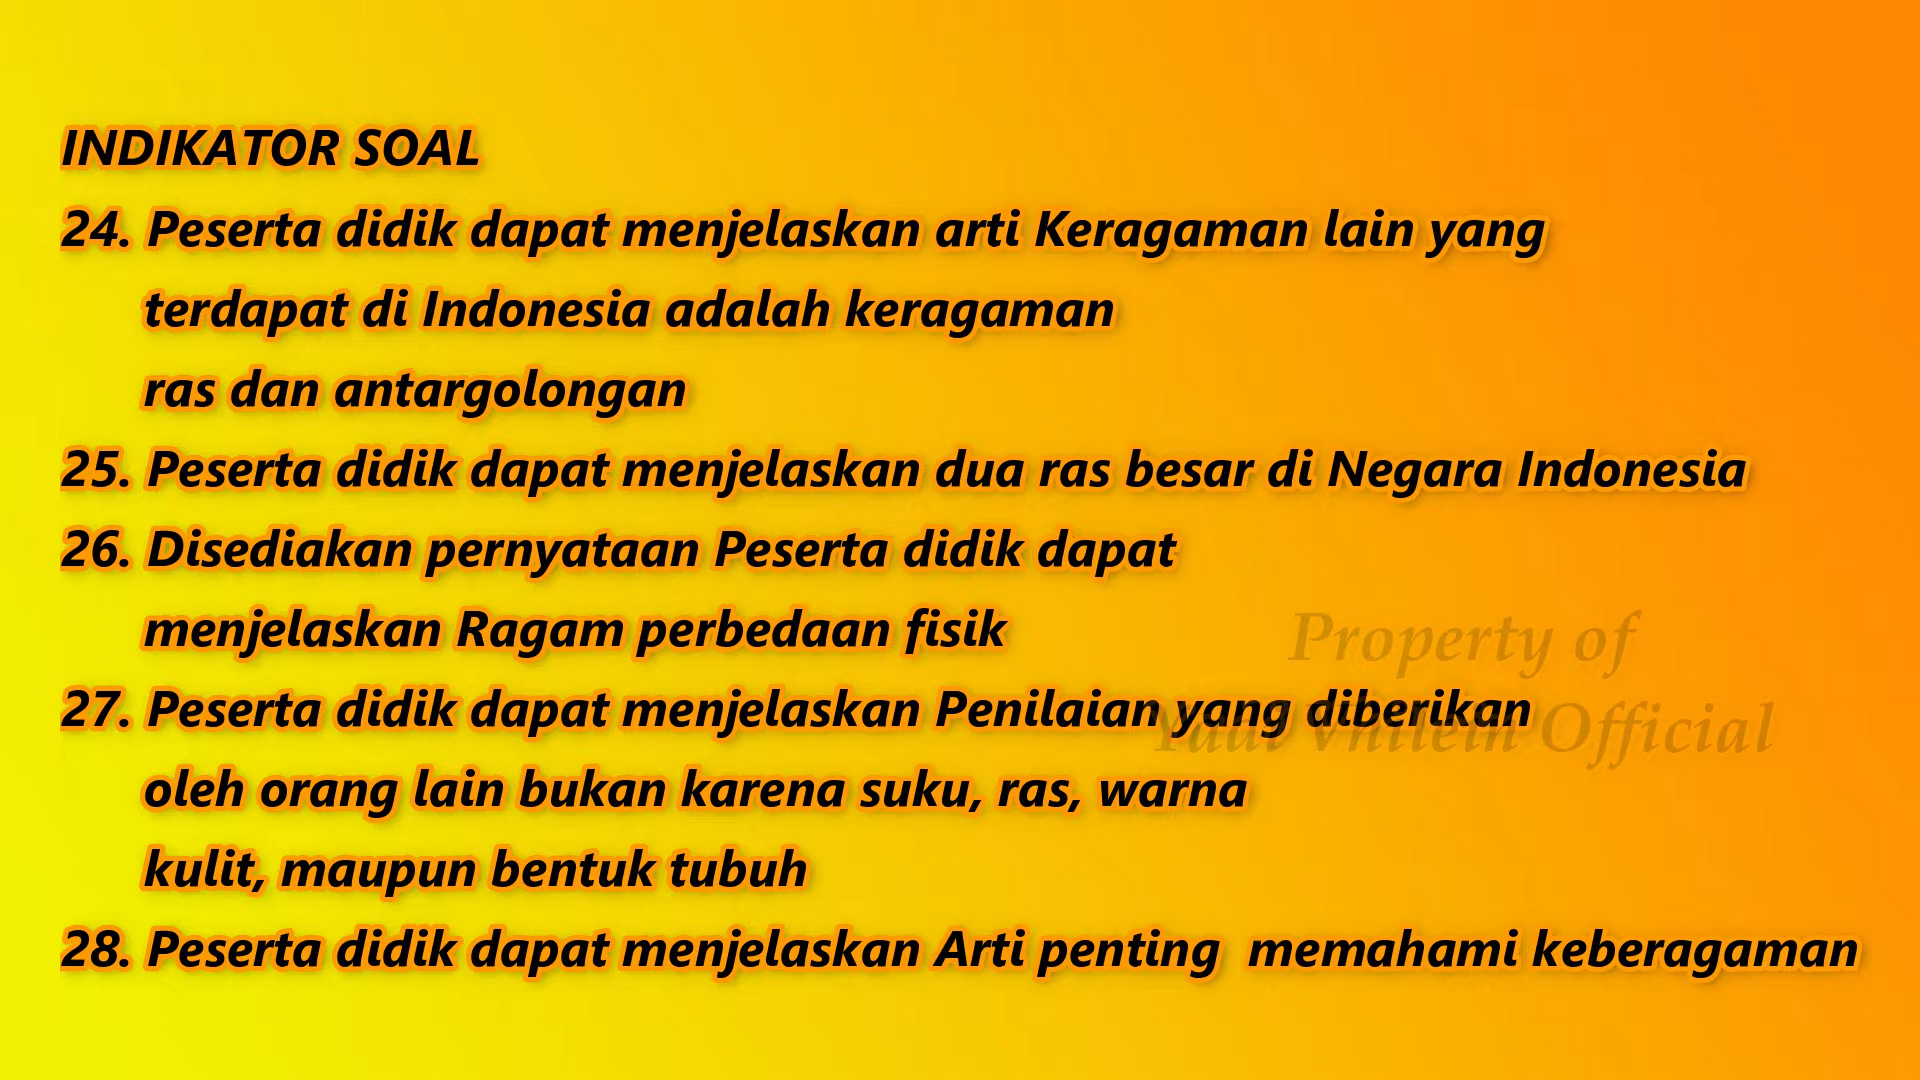 INDIKATOR SOAL
24. Peserta didik dapat menjelaskan arti Keragaman lain yang
terdapat di Indonesia adalah keragaman
ras dan antargolongan
25. Peserta didik dapat menjelaskan dua ras besar di Negara Indonesia
26. Disediakan pernyataan Peserta didik dapat
menjelaskan Ragam perbedaan fisik
27. Peserta didik dapat menjelaskan Penilaian yang diberikan
oleh orang lain bukan karena suku, ras, warna
kulit, maupun bentuk tubuh
28. Peserta didik dapat menjelaskan Arti penting  memahami keberagaman
Property of
Official